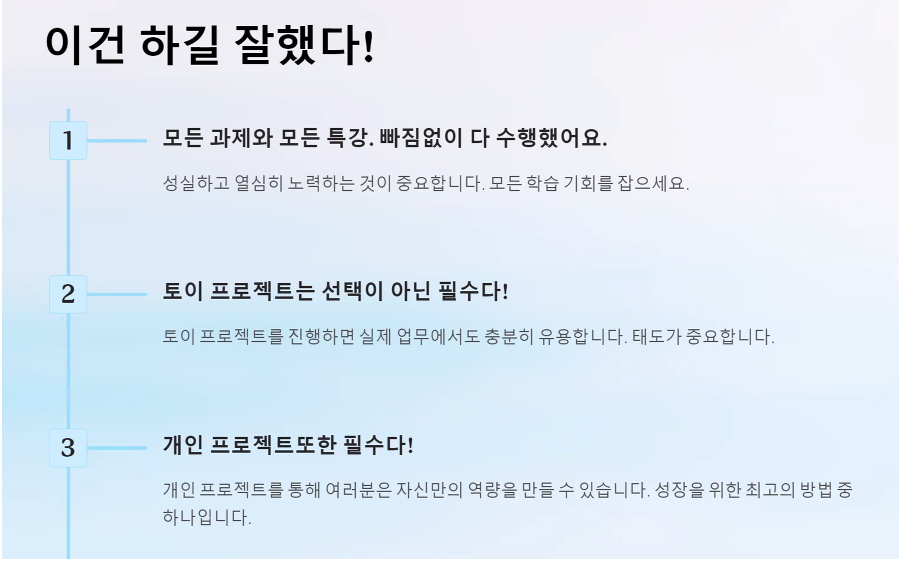 이건 하길 잘했다!
1
모든 과제와 모든 특강. 빠짐없이 다 수행했어요.
성실하고 열심히 노력하는 것이 중요합니다. 모든 학습 기회를 잡으세요.
2
토이 프로젝트는 선택이 아닌 필수다!
토이 프로젝트를 진행하면 실제 업무에서도 충분히 유용합니다. 태도가 중요합니다.
3
개인 프로젝트또한 필수다!
개인 프로젝트를 통해 여러분은 자신만의 역량을 만들 수 있습니다. 성장을 위한 최고의 방법 중
하나입니다.